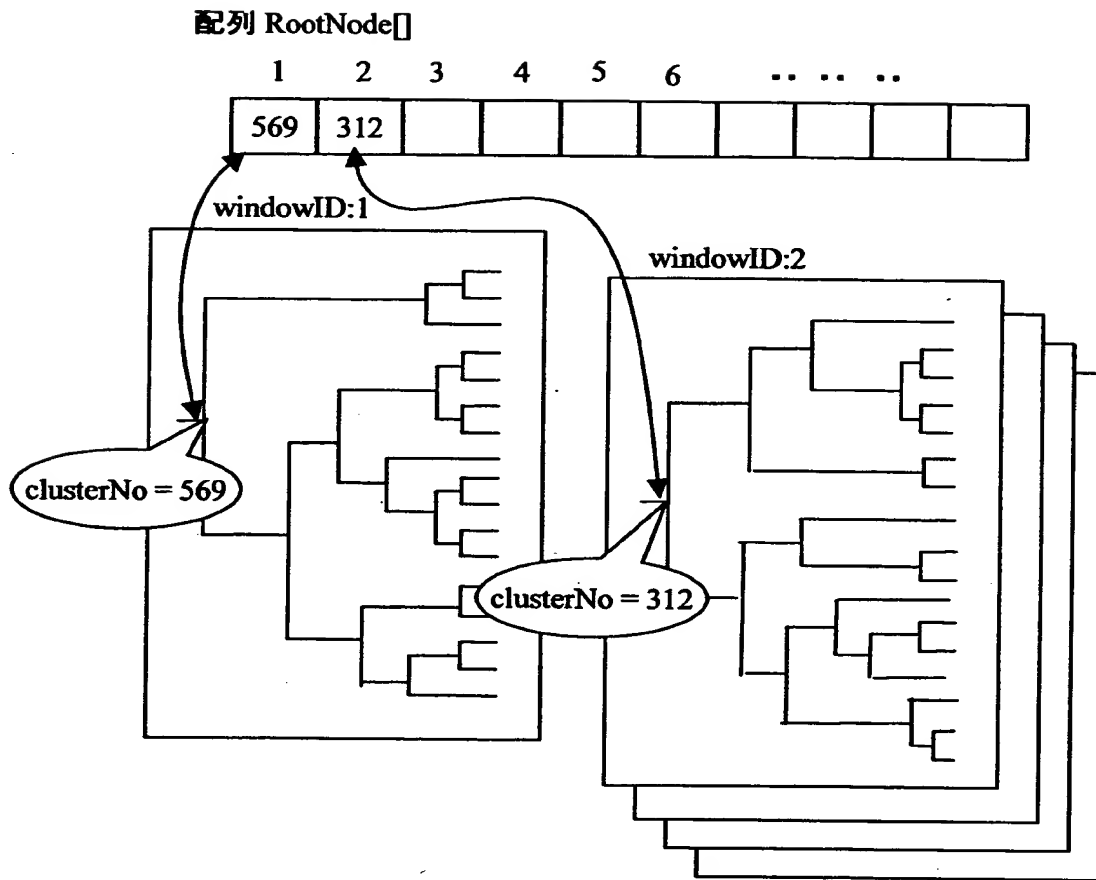 配列 RootNode[]
1 2 3 4 5 6 ‥ ‥ ‥
569 312
windowID:1
windowID:2
clusterNo = 569
clusterNo = 312